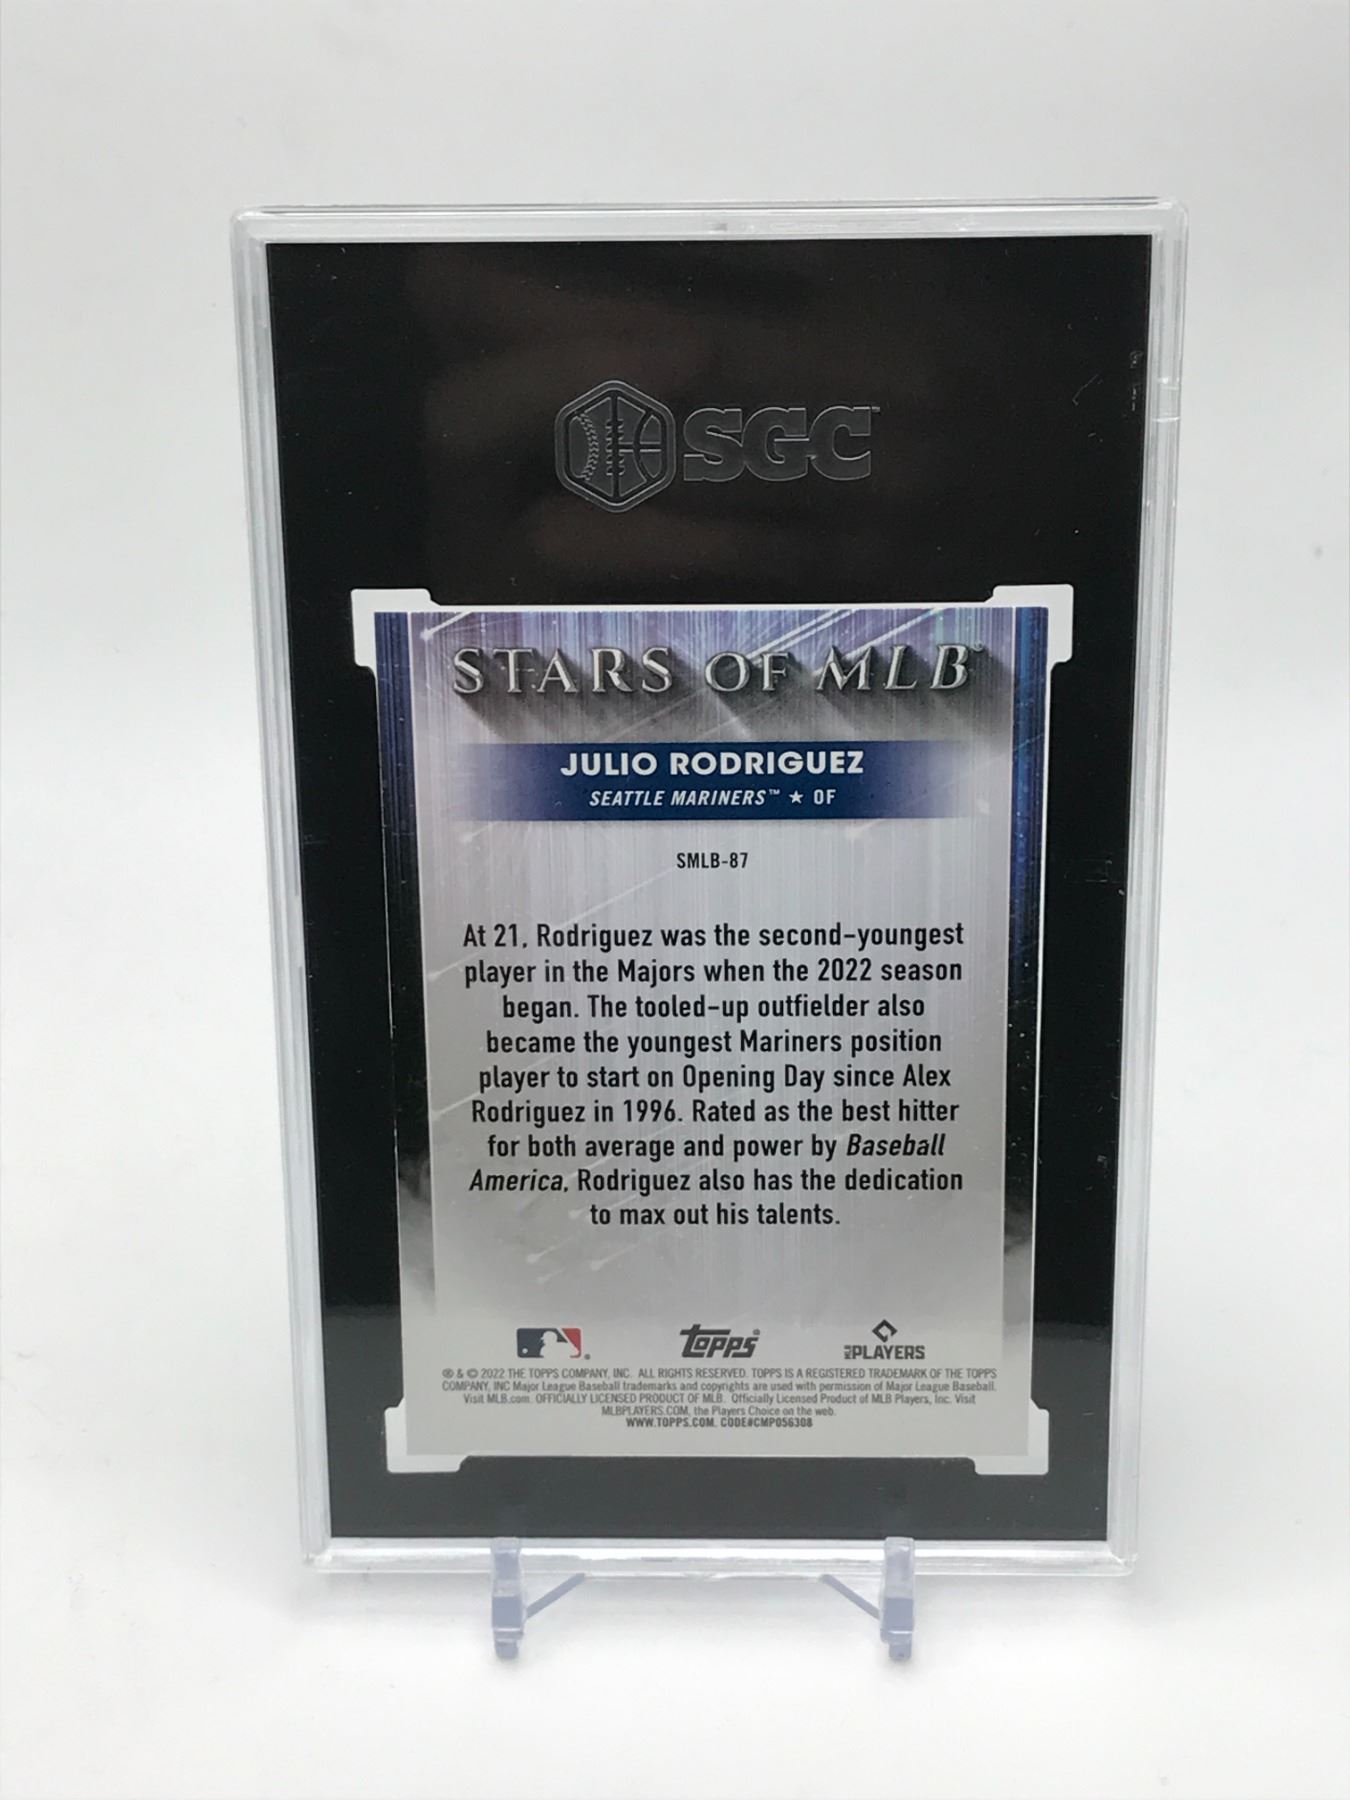 SGC™
STARS OF MLB®
JULIO RODRIGUEZ
SEATTLE MARINERS™ ★ OF
SMLB-87
At 21, Rodriguez was the second-youngest
player in the Majors when the 2022 season
began. The tooled-up outfielder also
became the youngest Mariners position
player to start on Opening Day since Alex
Rodriguez in 1996. Rated as the best hitter
for both average and power by Baseball
America, Rodriguez also has the dedication
to max out his talents.
topps® PLAYERS
® & © 2022 THE TOPPS COMPANY, INC. ALL RIGHTS RESERVED. TOPPS IS A REGISTERED TRADEMARK OF THE TOPPS
COMPANY, INC Major League Baseball trademarks and copyrights are used with permission of Major League Baseball.
Visit MLB.com. OFFICIALLY LICENSED PRODUCT OF MLB. Officially Licensed Product of MLB Players, Inc. Visit
MLBPLAYERS.COM, the Players Choice on the web.
WWW.TOPPS.COM. CODE#CMP056308